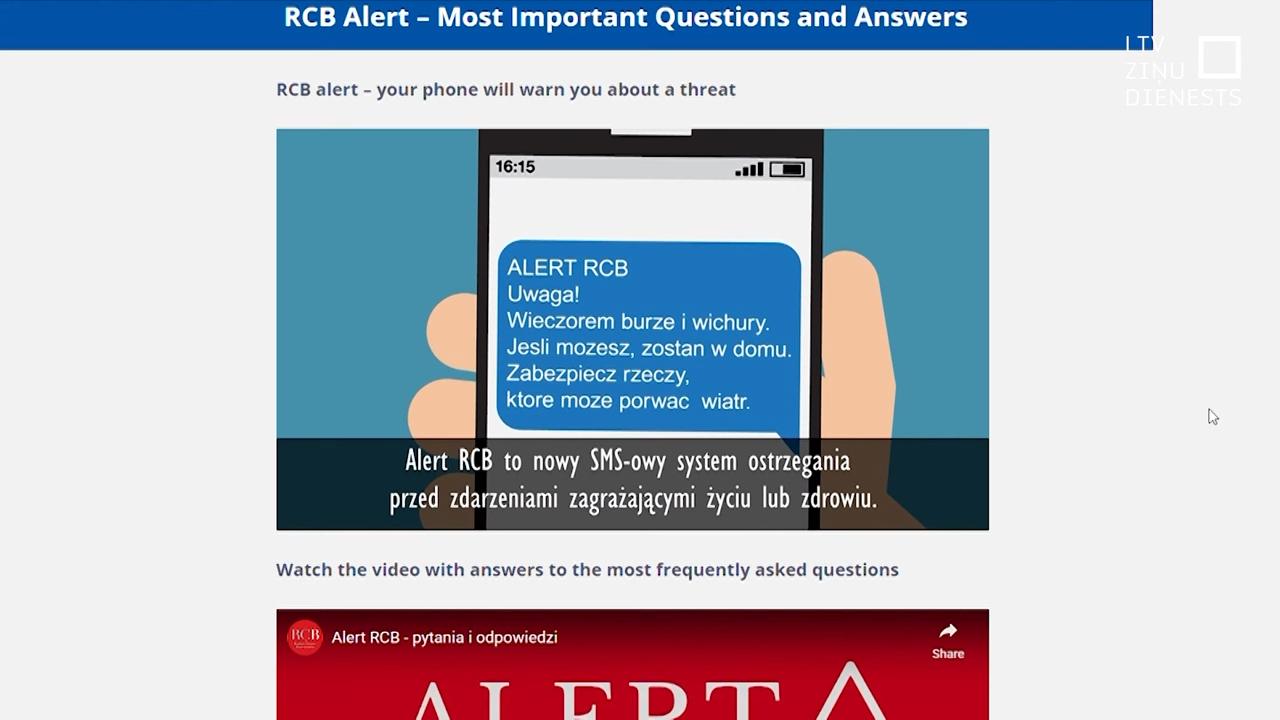 RCB Alert – Most Important Questions and Answers
LTV
ZIŅU
DIENESTS
RCB alert – your phone will warn you about a threat
16:15
ALERT RCB
Uwaga!
Wieczorem burze i wichury.
Jesli mozesz, zostan w domu.
Zabezpiecz rzeczy,
ktore moze porwac wiatr.
Alert RCB to nowy SMS-owy system ostrzegania
przed zdarzeniami zagrażającymi życiu lub zdrowiu.
Watch the video with answers to the most frequently asked questions
RCB
Alert RCB - pytania i odpowiedzi
Share
ALERT